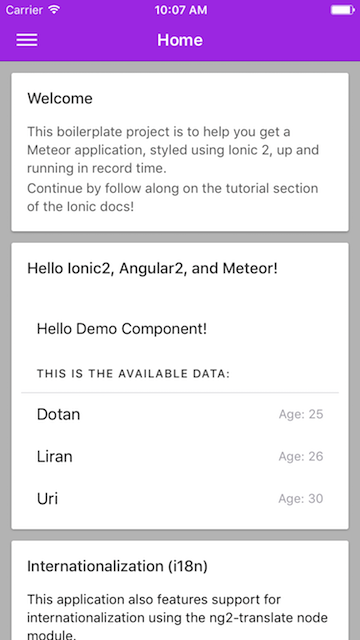 Carrier 10:07 AM
Home
Welcome
This boilerplate project is to help you get a
Meteor application, styled using Ionic 2, up and
running in record time.
Continue by follow along on the tutorial section
of the Ionic docs!
Hello Ionic2, Angular2, and Meteor!
Hello Demo Component!
THIS IS THE AVAILABLE DATA:
Dotan Age: 25
Liran Age: 26
Uri Age: 30
Internationalization (i18n)
This application also features support for
internationalization using the ng2-translate node
module.